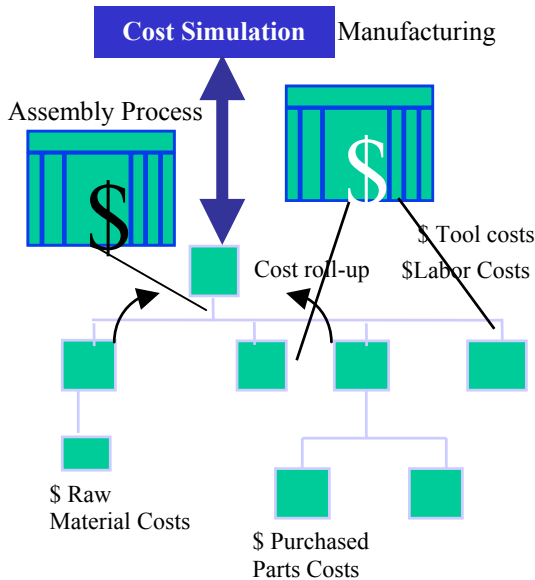 Cost Simulation Manufacturing
Assembly Process
$
$
$ Tool costs
Cost roll-up $Labor Costs
$ Raw
Material Costs
$ Purchased
Parts Costs